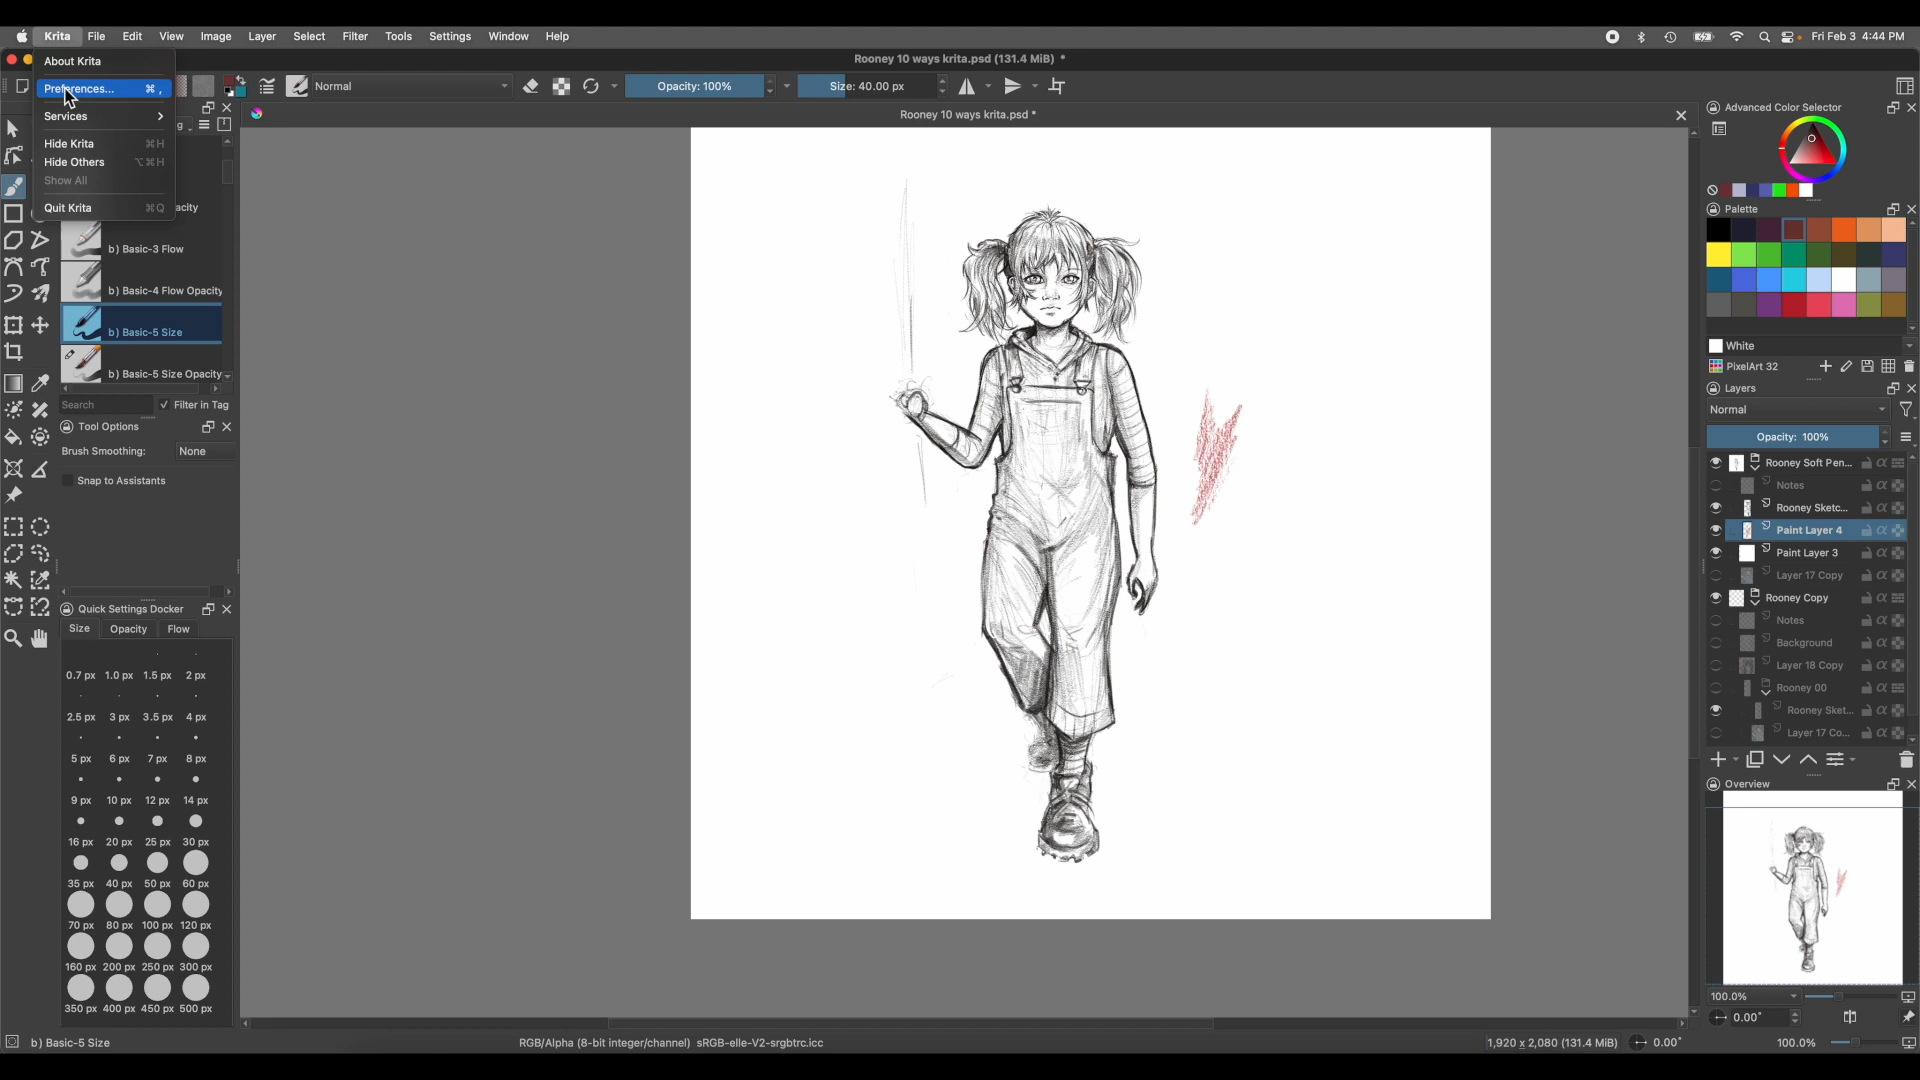 Krita File Edit View Image Layer Select Filter Tools Settings Window Help
Fri Feb 3 4:44 PM
Rooney 10 ways krita.psd (131.4 MiB) *
About Krita
Preferences... ⌘ ,
Services
Hide Krita ⌘H
Hide Others ⌥⌘H
Show All
Quit Krita ⌘Q
Normal
Opacity: 100%
Size: 40.00 px
Rooney 10 ways krita.psd *
b) Basic-3 Flow
b) Basic-4 Flow Opacity
b) Basic-5 Size
b) Basic-5 Size Opacity
Search
Filter in Tag
Tool Options
Brush Smoothing: None
Snap to Assistants
Quick Settings Docker
Size Opacity Flow
0.7 px 1.0 px 1.5 px 2 px
2.5 px 3 px 3.5 px 4 px
5 px 6 px 7 px 8 px
9 px 10 px 12 px 14 px
16 px 20 px 25 px 30 px
35 px 40 px 50 px 60 px
70 px 80 px 100 px 120 px
160 px 200 px 250 px 300 px
350 px 400 px 450 px 500 px
Advanced Color Selector
Palette
White
PixelArt 32
Layers
Normal
Opacity: 100%
Rooney Soft Pen...
Notes
Rooney Sketc...
Paint Layer 4
Paint Layer 3
Layer 17 Copy
Rooney Copy
Notes
Background
Layer 18 Copy
Rooney 00
Rooney Sket...
Layer 17 Co...
Overview
100.0%
0.00°
b) Basic-5 Size
RGB/Alpha (8-bit integer/channel) sRGB-elle-V2-srgbtrc.icc
1,920 x 2,080 (131.4 MiB)
0.00°
100.0%